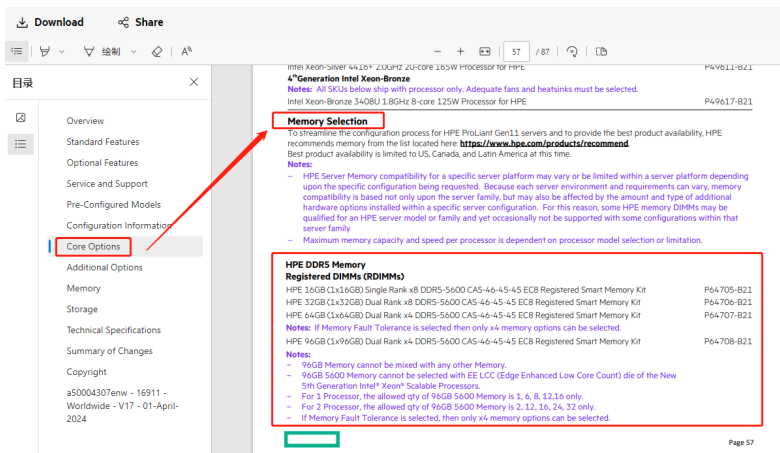 Download
Share
绘制
57
/ 87
目录
Overview
Standard Features
Optional Features
Service and Support
Pre-Configured Models
Configuration Information
Core Options
Additional Options
Memory
Storage
Technical Specifications
Summary of Changes
Copyright
a50004307enw - 16911 -
Worldwide - V17 - 01-April-
2024
Intel Xeon-Silver 4416+ 2.0GHz 20-core 165W Processor for HPE P49611-B21
4thGeneration Intel Xeon-Bronze
Notes: All SKUs below ship with processor only. Adequate fans and heatsinks must be selected.
Intel Xeon-Bronze 3408U 1.8GHz 8-core 125W Processor for HPE P49617-B21
Memory Selection
To streamline the configuration process for HPE ProLiant Gen11 servers and to provide the best product availability, HPE
recommends memory from the list located here: https://www.hpe.com/products/recommend
Best product availability is limited to US, Canada, and Latin America at this time.
Notes:
– HPE Server Memory compatibility for a specific server platform may vary or be limited within a server platform depending
upon the specific configuration being requested. Because each server environment and requirements can vary, memory
compatibility is based not only upon the server family, but may also be affected by the amount and type of additional
hardware options installed within a specific server configuration. For this reason, some HPE memory DIMMs may be
qualified for an HPE server model or family and yet occasionally not be supported with some configurations within that
server family
– Maximum memory capacity and speed per processor is dependent on processor model selection or limitation.
HPE DDR5 Memory
Registered DIMMs (RDIMMs)
HPE 16GB (1x16GB) Single Rank x8 DDR5-5600 CAS-46-45-45 EC8 Registered Smart Memory Kit P64705-B21
HPE 32GB (1x32GB) Dual Rank x8 DDR5-5600 CAS-46-45-45 EC8 Registered Smart Memory Kit P64706-B21
HPE 64GB (1x64GB) Dual Rank x4 DDR5-5600 CAS-46-45-45 EC8 Registered Smart Memory Kit P64707-B21
Notes: If Memory Fault Tolerance is selected then only x4 memory options can be selected.
HPE 96GB (1x96GB) Dual Rank x4 DDR5-5600 CAS-46-45-45 EC8 Registered Smart Memory Kit P64708-B21
Notes:
– 96GB Memory cannot be mixed with any other Memory.
– 96GB 5600 Memory cannot be selected with EE LCC (Edge Enhanced Low Core Count) die of the New
5th Generation Intel® Xeon® Scalable Processors.
– For 1 Processor, the allowed qty of 96GB 5600 Memory is 1, 6, 8, 12,16 only.
– For 2 Processor, the allowed qty of 96GB 5600 Memory is 2, 12, 16, 24, 32 only.
– If Memory Fault Tolerance is selected, then only x4 memory options can be selected.
Page 57